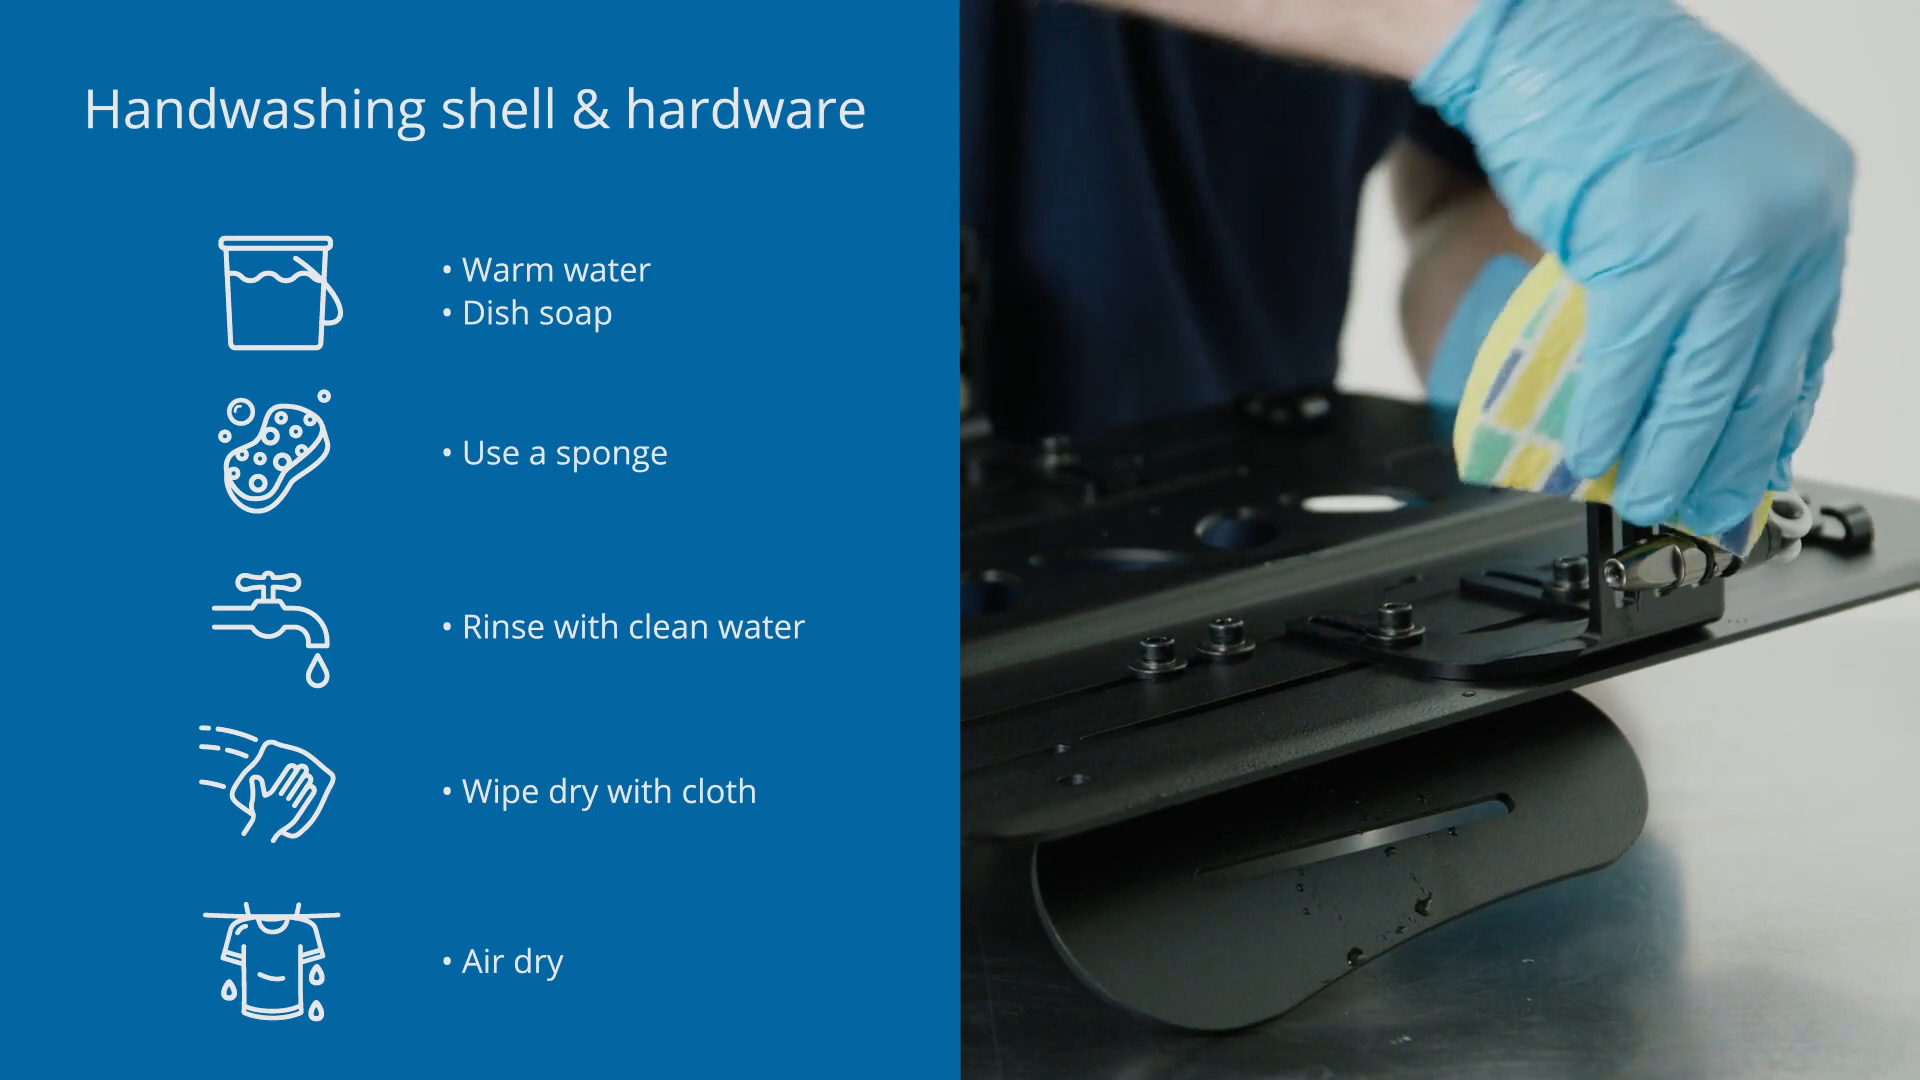 Handwashing shell & hardware
• Warm water
• Dish soap
• Use a sponge
• Rinse with clean water
• Wipe dry with cloth
• Air dry